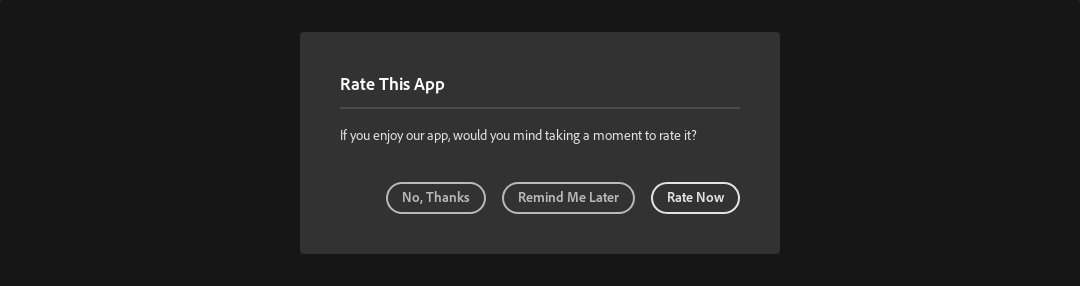 Rate This App
If you enjoy our app, would you mind taking a moment to rate it?
No, Thanks
Remind Me Later
Rate Now